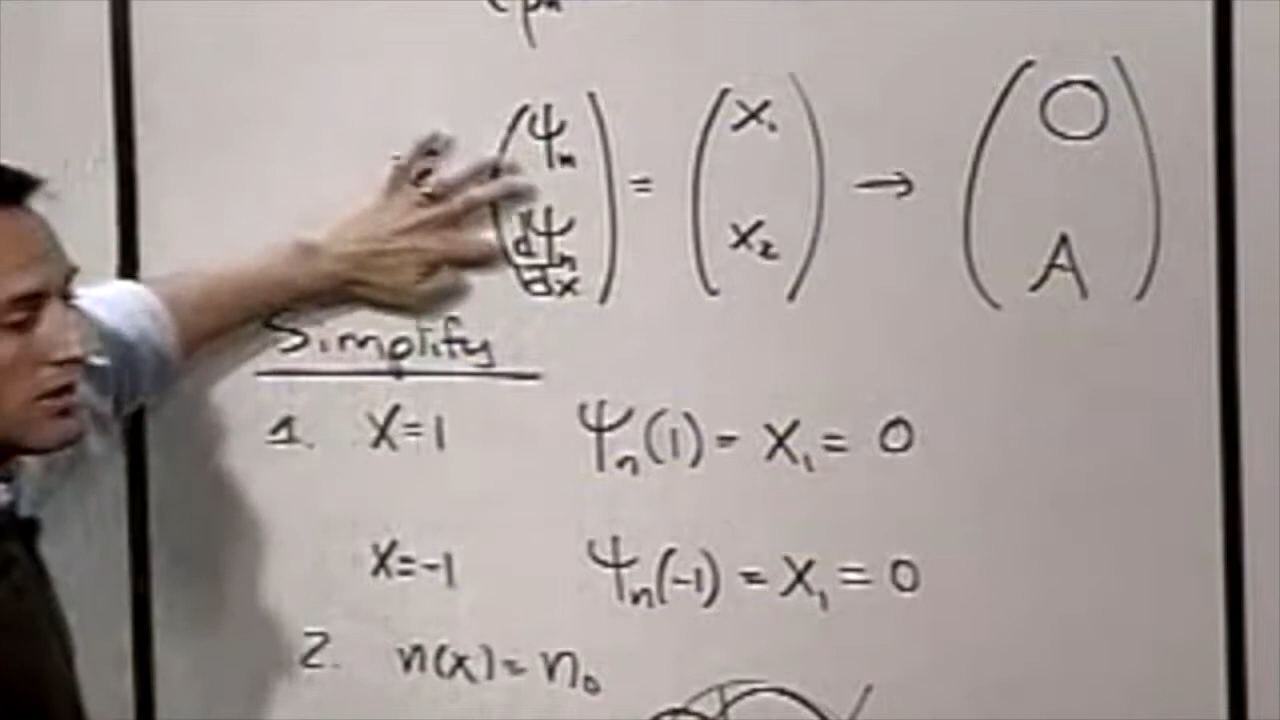 (ψₙ dψₙ/dx) = (x₁ x₂) → (0 A)
Simplify
1. x=1 ψₙ(1) = x₁ = 0
x=-1 ψₙ(-1) = x₁ = 0
2. n(x) = n₀